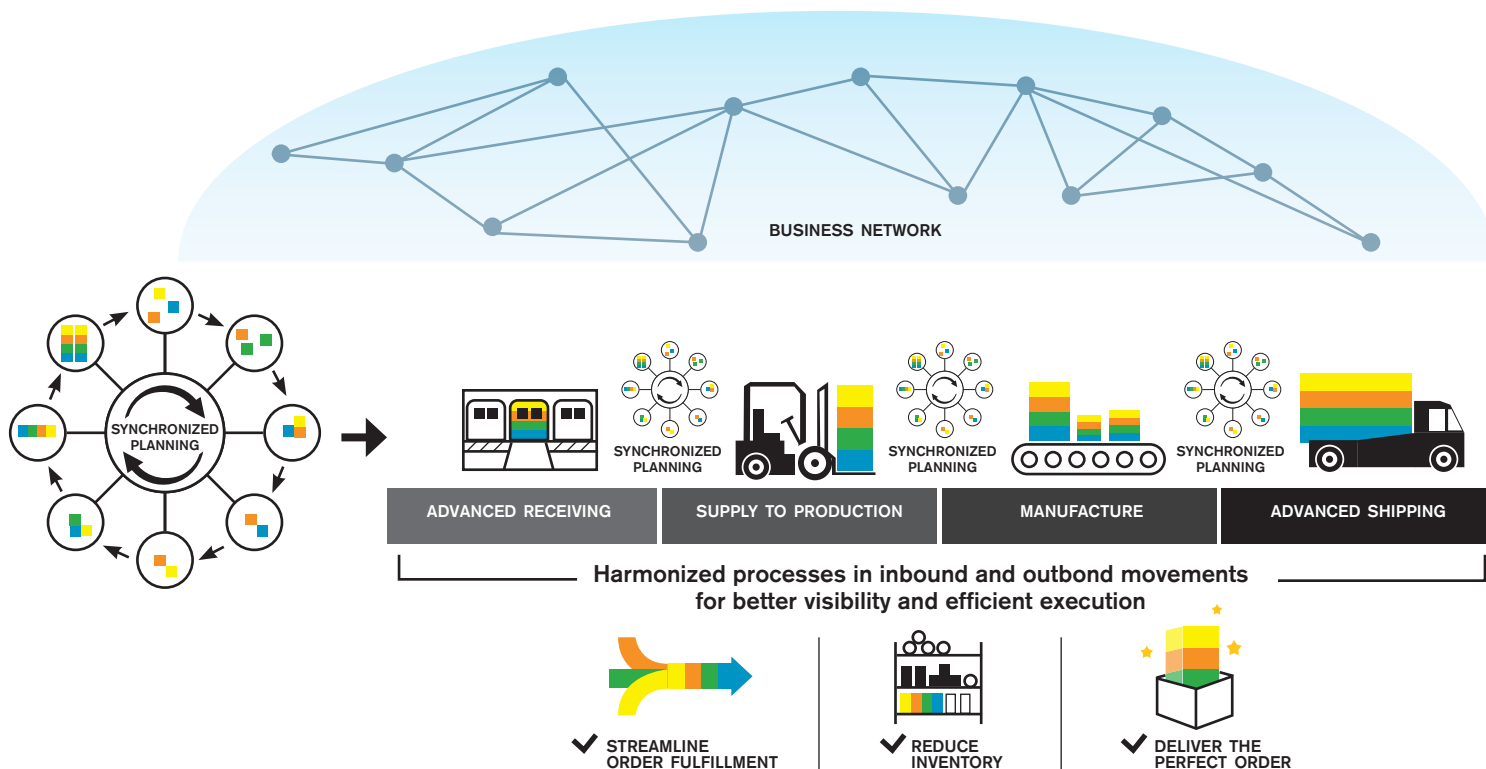 BUSINESS NETWORK
SYNCHRONIZED
PLANNING
SYNCHRONIZED
PLANNING
SYNCHRONIZED
PLANNING
SYNCHRONIZED
PLANNING
ADVANCED RECEIVING
SUPPLY TO PRODUCTION
MANUFACTURE
ADVANCED SHIPPING
Harmonized processes in inbound and outbond movements
for better visibility and efficient execution
STREAMLINE
ORDER FULFILLMENT
REDUCE
INVENTORY
DELIVER THE
PERFECT ORDER